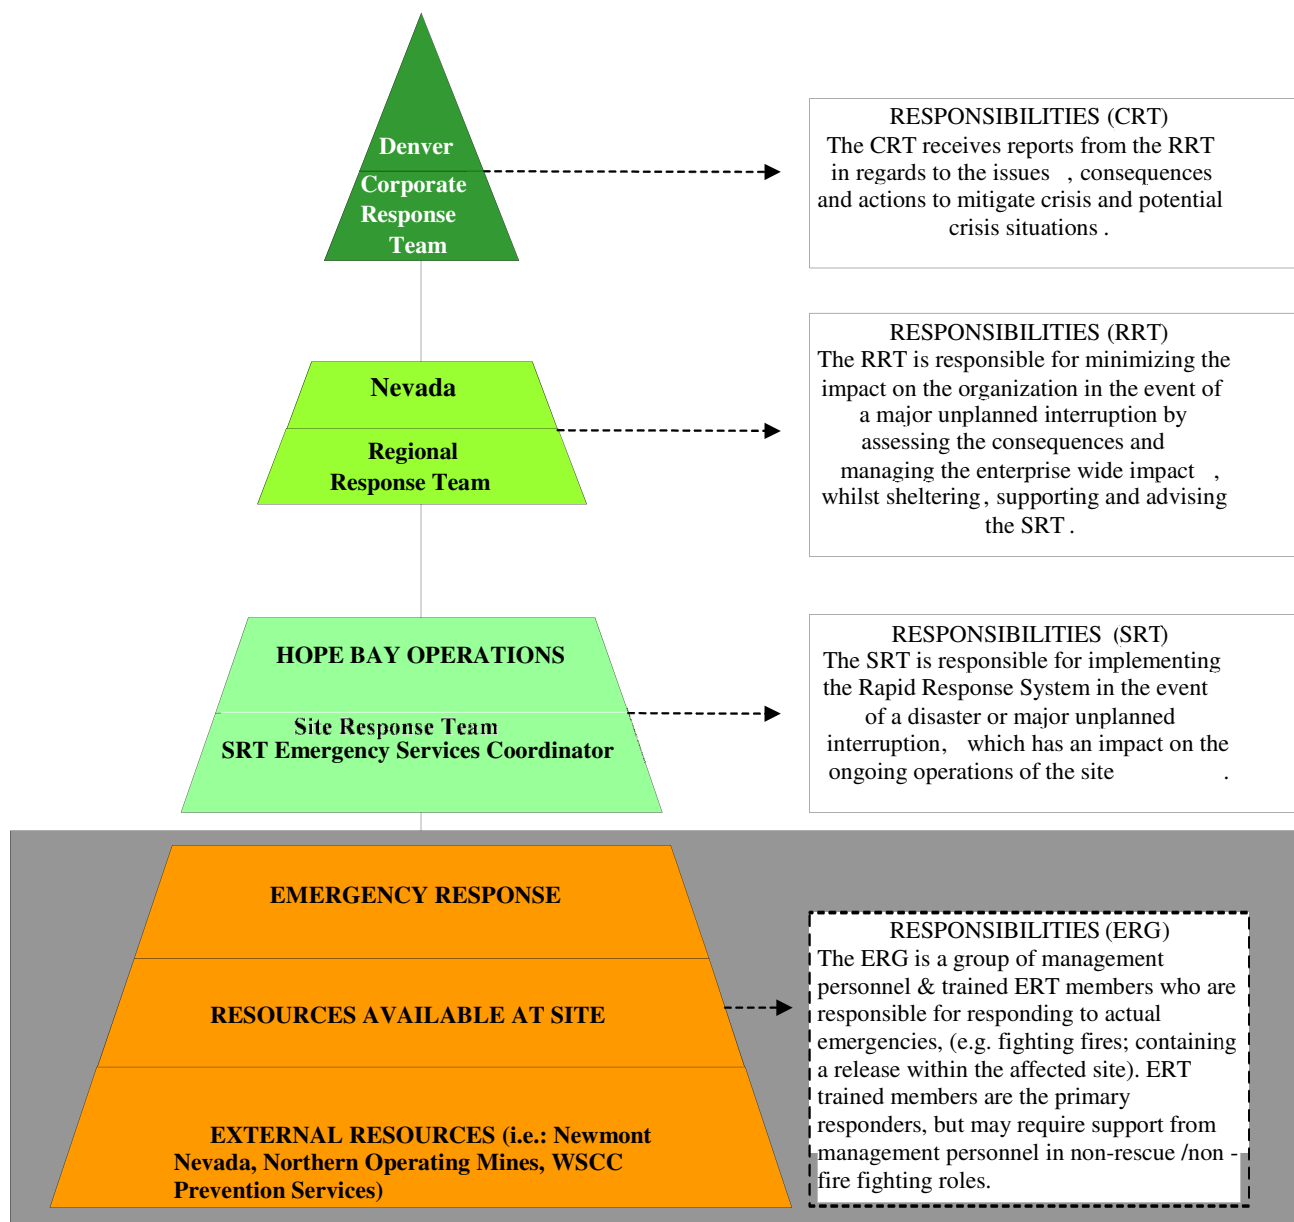 Denver
Corporate
Response
Team
RESPONSIBILITIES (CRT)
The CRT receives reports from the RRT
in regards to the issues , consequences
and actions to mitigate crisis and potential
crisis situations .
Nevada
Regional
Response Team
RESPONSIBILITIES (RRT)
The RRT is responsible for minimizing the
impact on the organization in the event of
a major unplanned interruption by
assessing the consequences and
managing the enterprise wide impact ,
whilst sheltering, supporting and advising
the SRT .
HOPE BAY OPERATIONS
Site Response Team
SRT Emergency Services Coordinator
RESPONSIBILITIES (SRT)
The SRT is responsible for implementing
the Rapid Response System in the event
of a disaster or major unplanned
interruption, which has an impact on the
ongoing operations of the site .
EMERGENCY RESPONSE
RESOURCES AVAILABLE AT SITE
EXTERNAL RESOURCES (i.e.: Newmont
Nevada, Northern Operating Mines, WSCC
Prevention Services)
RESPONSIBILITIES (ERG)
The ERG is a group of management
personnel & trained ERT members who are
responsible for responding to actual
emergencies, (e.g. fighting fires; containing
a release within the affected site). ERT
trained members are the primary
responders, but may require support from
management personnel in non-rescue /non -
fire fighting roles.